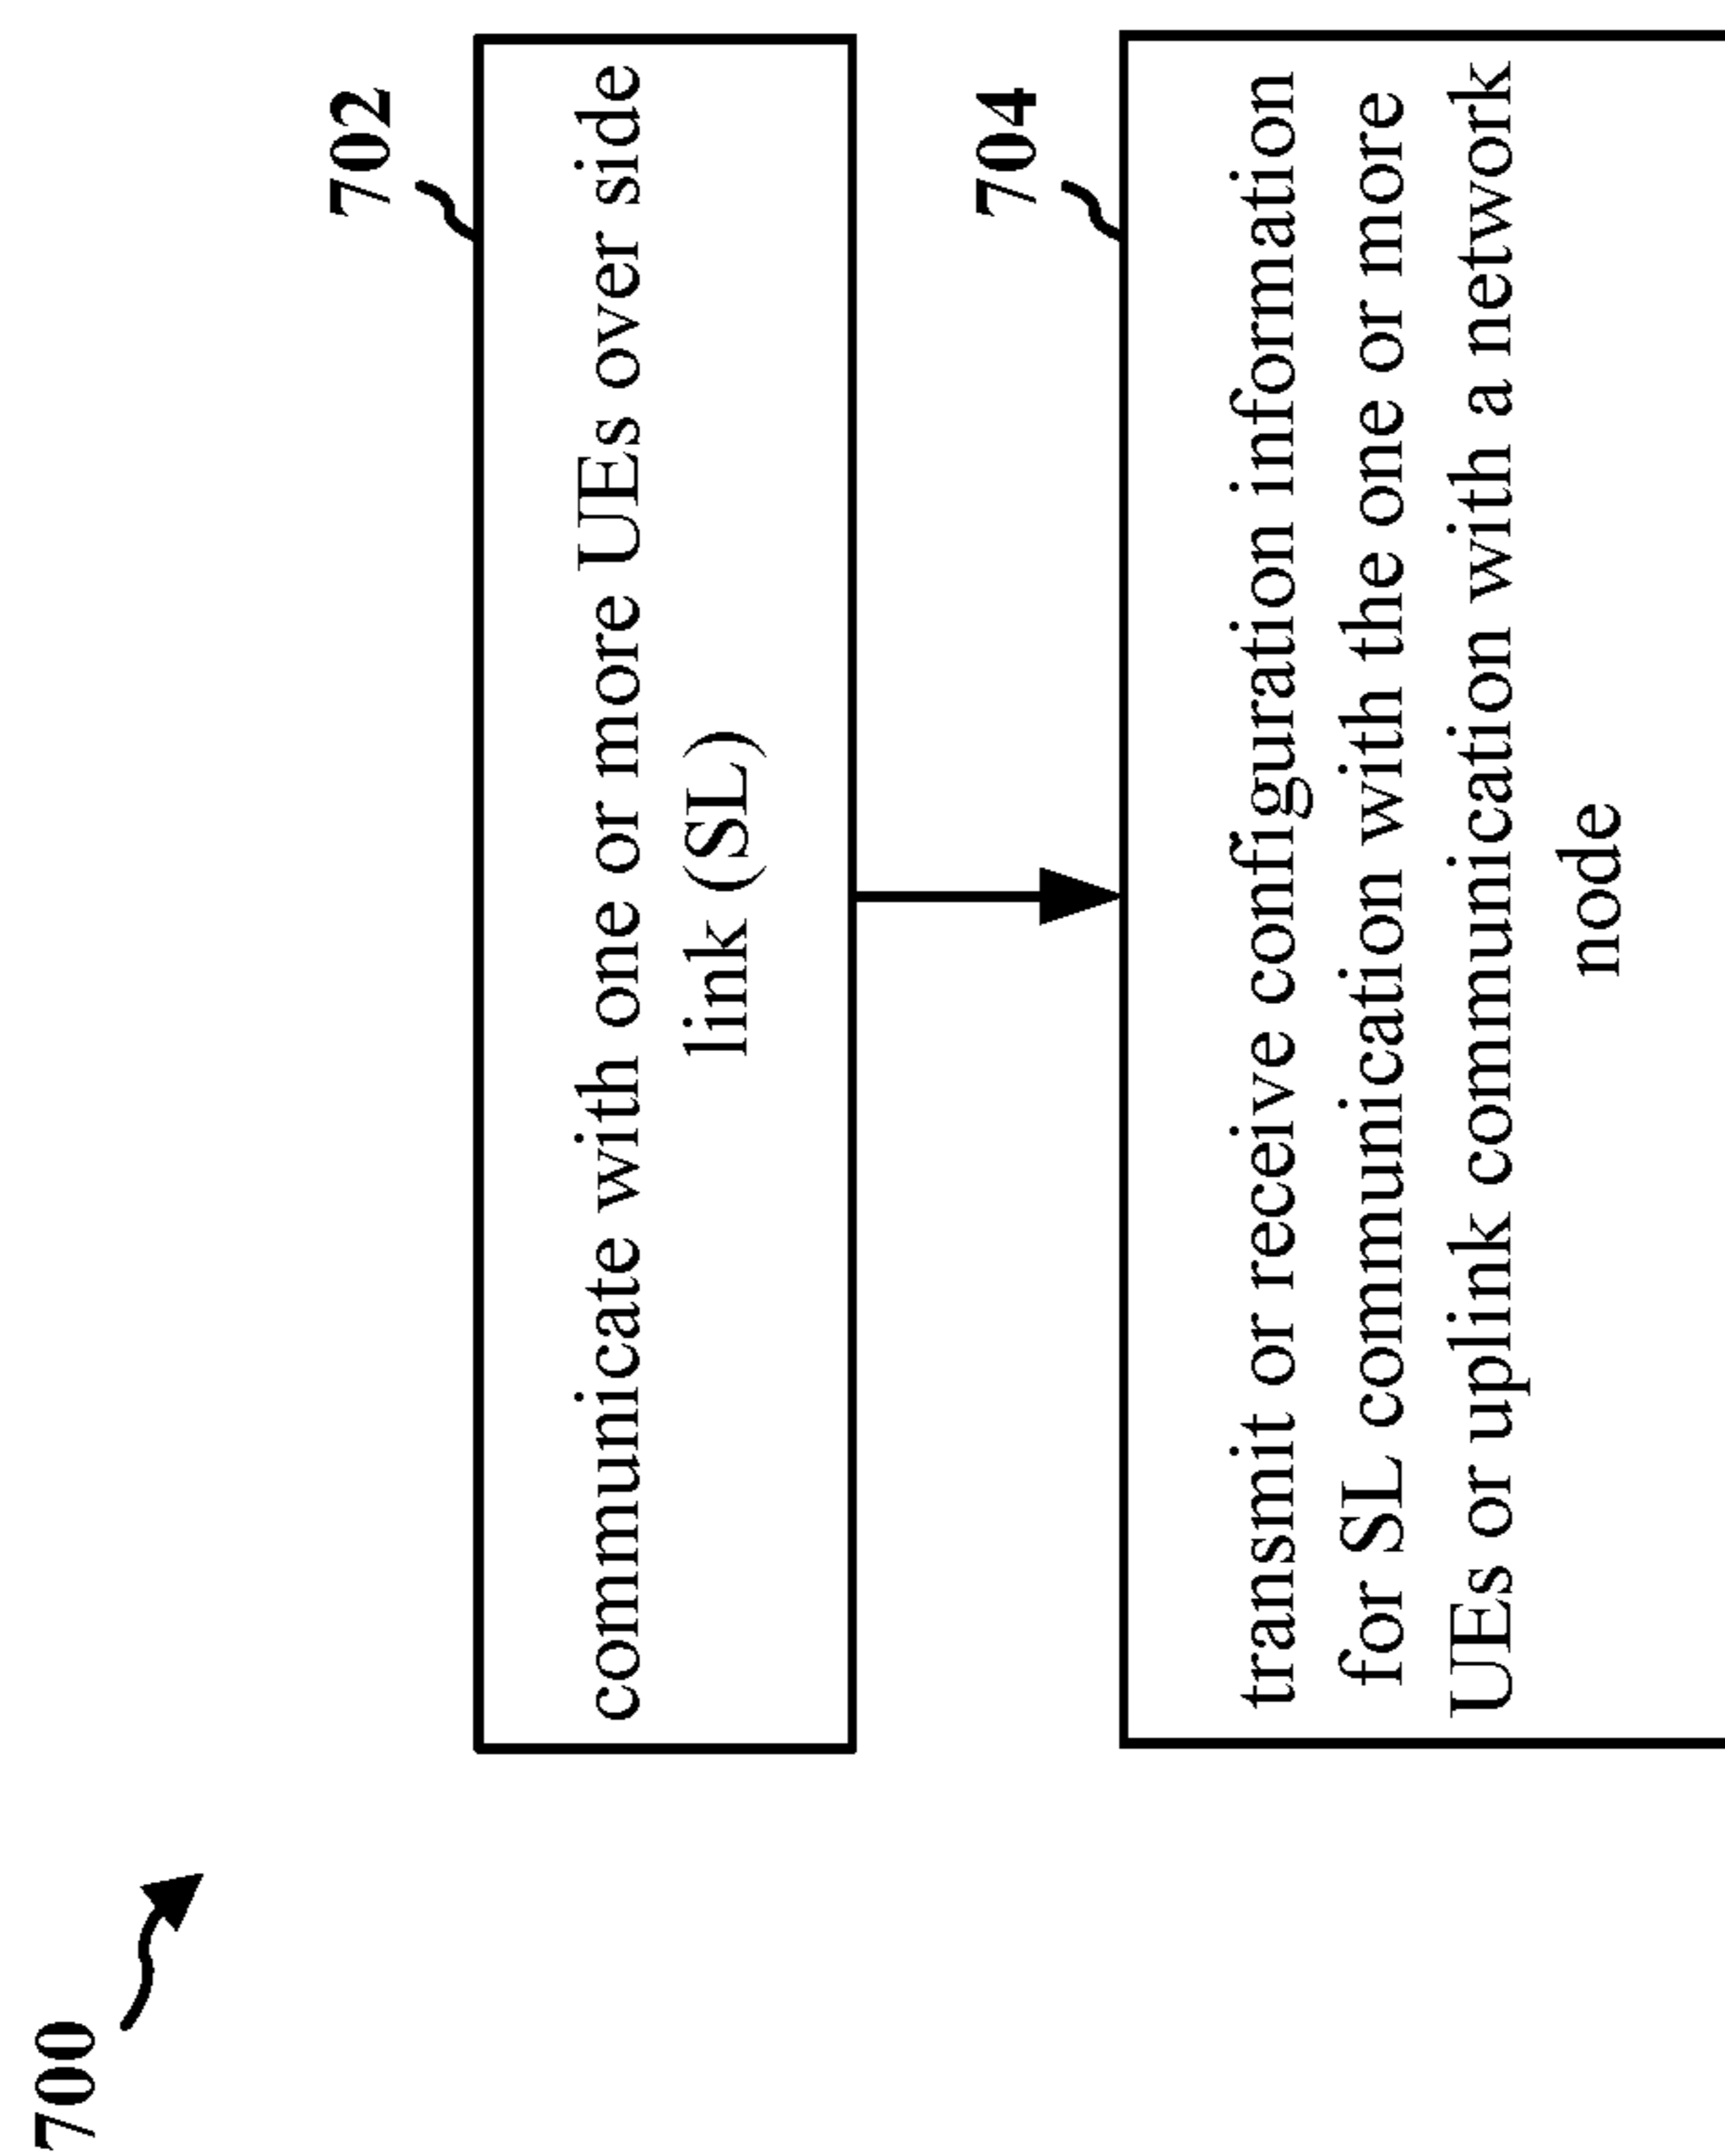 700
702
communicate with one or more UEs over side
link (SL)
704
transmit or receive configuration information
for SL communication with the one or more
UEs or uplink communication with a network
node